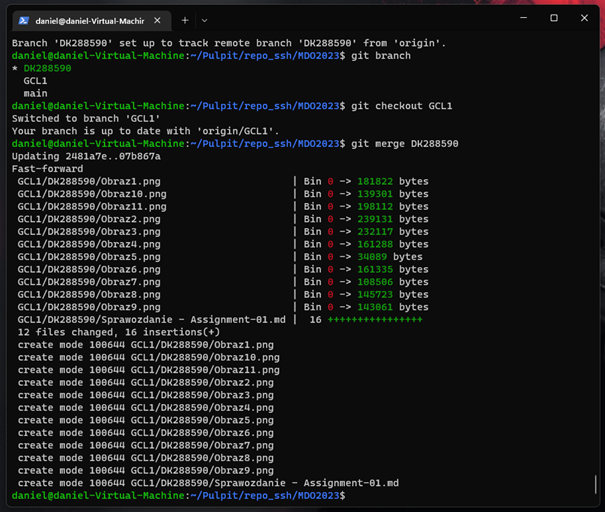 daniel@daniel-Virtual-Machir
Branch 'DK288590' set up to track remote branch 'DK288590' from 'origin'.
daniel@daniel-Virtual-Machine:~/Pulpit/repo_ssh/MDO2023$ git branch
* DK288590
  GCL1
  main
daniel@daniel-Virtual-Machine:~/Pulpit/repo_ssh/MDO2023$ git checkout GCL1
Switched to branch 'GCL1'
Your branch is up to date with 'origin/GCL1'.
daniel@daniel-Virtual-Machine:~/Pulpit/repo_ssh/MDO2023$ git merge DK288590
Updating 2481a7e..07b867a
Fast-forward
 GCL1/DK288590/Obraz1.png | Bin 0 -> 181822 bytes
 GCL1/DK288590/Obraz10.png | Bin 0 -> 139301 bytes
 GCL1/DK288590/Obraz11.png | Bin 0 -> 198112 bytes
 GCL1/DK288590/Obraz2.png | Bin 0 -> 239131 bytes
 GCL1/DK288590/Obraz3.png | Bin 0 -> 232117 bytes
 GCL1/DK288590/Obraz4.png | Bin 0 -> 161288 bytes
 GCL1/DK288590/Obraz5.png | Bin 0 -> 34089 bytes
 GCL1/DK288590/Obraz6.png | Bin 0 -> 161335 bytes
 GCL1/DK288590/Obraz7.png | Bin 0 -> 108506 bytes
 GCL1/DK288590/Obraz8.png | Bin 0 -> 145723 bytes
 GCL1/DK288590/Obraz9.png | Bin 0 -> 143061 bytes
 GCL1/DK288590/Sprawozdanie - Assignment-01.md | 16 ++++++++++++++++
 12 files changed, 16 insertions(+)
 create mode 100644 GCL1/DK288590/Obraz1.png
 create mode 100644 GCL1/DK288590/Obraz10.png
 create mode 100644 GCL1/DK288590/Obraz11.png
 create mode 100644 GCL1/DK288590/Obraz2.png
 create mode 100644 GCL1/DK288590/Obraz3.png
 create mode 100644 GCL1/DK288590/Obraz4.png
 create mode 100644 GCL1/DK288590/Obraz5.png
 create mode 100644 GCL1/DK288590/Obraz6.png
 create mode 100644 GCL1/DK288590/Obraz7.png
 create mode 100644 GCL1/DK288590/Obraz8.png
 create mode 100644 GCL1/DK288590/Obraz9.png
 create mode 100644 GCL1/DK288590/Sprawozdanie - Assignment-01.md
daniel@daniel-Virtual-Machine:~/Pulpit/repo_ssh/MDO2023$